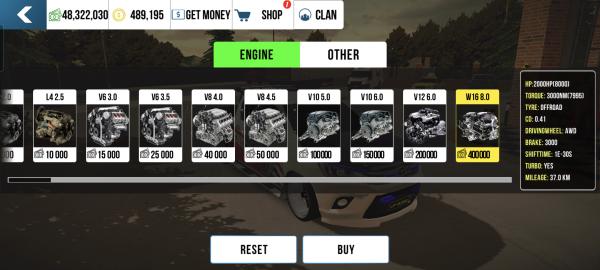 48,322,030 489,195 $ GET MONEY SHOP CLAN
ENGINE OTHER
L4 2.5 V6 3.0 V6 3.5 V8 4.0 V8 4.5 V10 5.0 V10 6.0 V12 6.0 W16 8.0
10 000 15 000 25 000 40 000 50 000 100000 150000 200000 400000
HP:2000HP(8000)
TORQUE: 3000NM(7995)
TYRE: OFFROAD
CD: 0.41
DRIVINGWHEEL: AWD
BRAKE: 3000
SHIFTTIME: 1E-30S
TURBO: YES
MILEAGE: 37.0 KM
RESET BUY